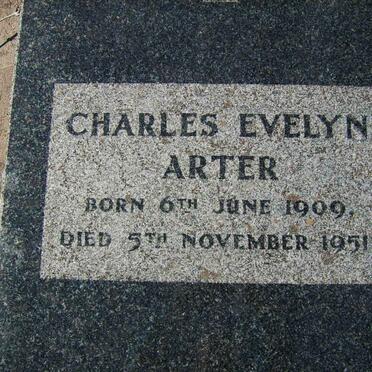 CHARLES EVELYN
ARTER
BORN 6TH JUNE 1909,
DIED 5TH NOVEMBER 1951